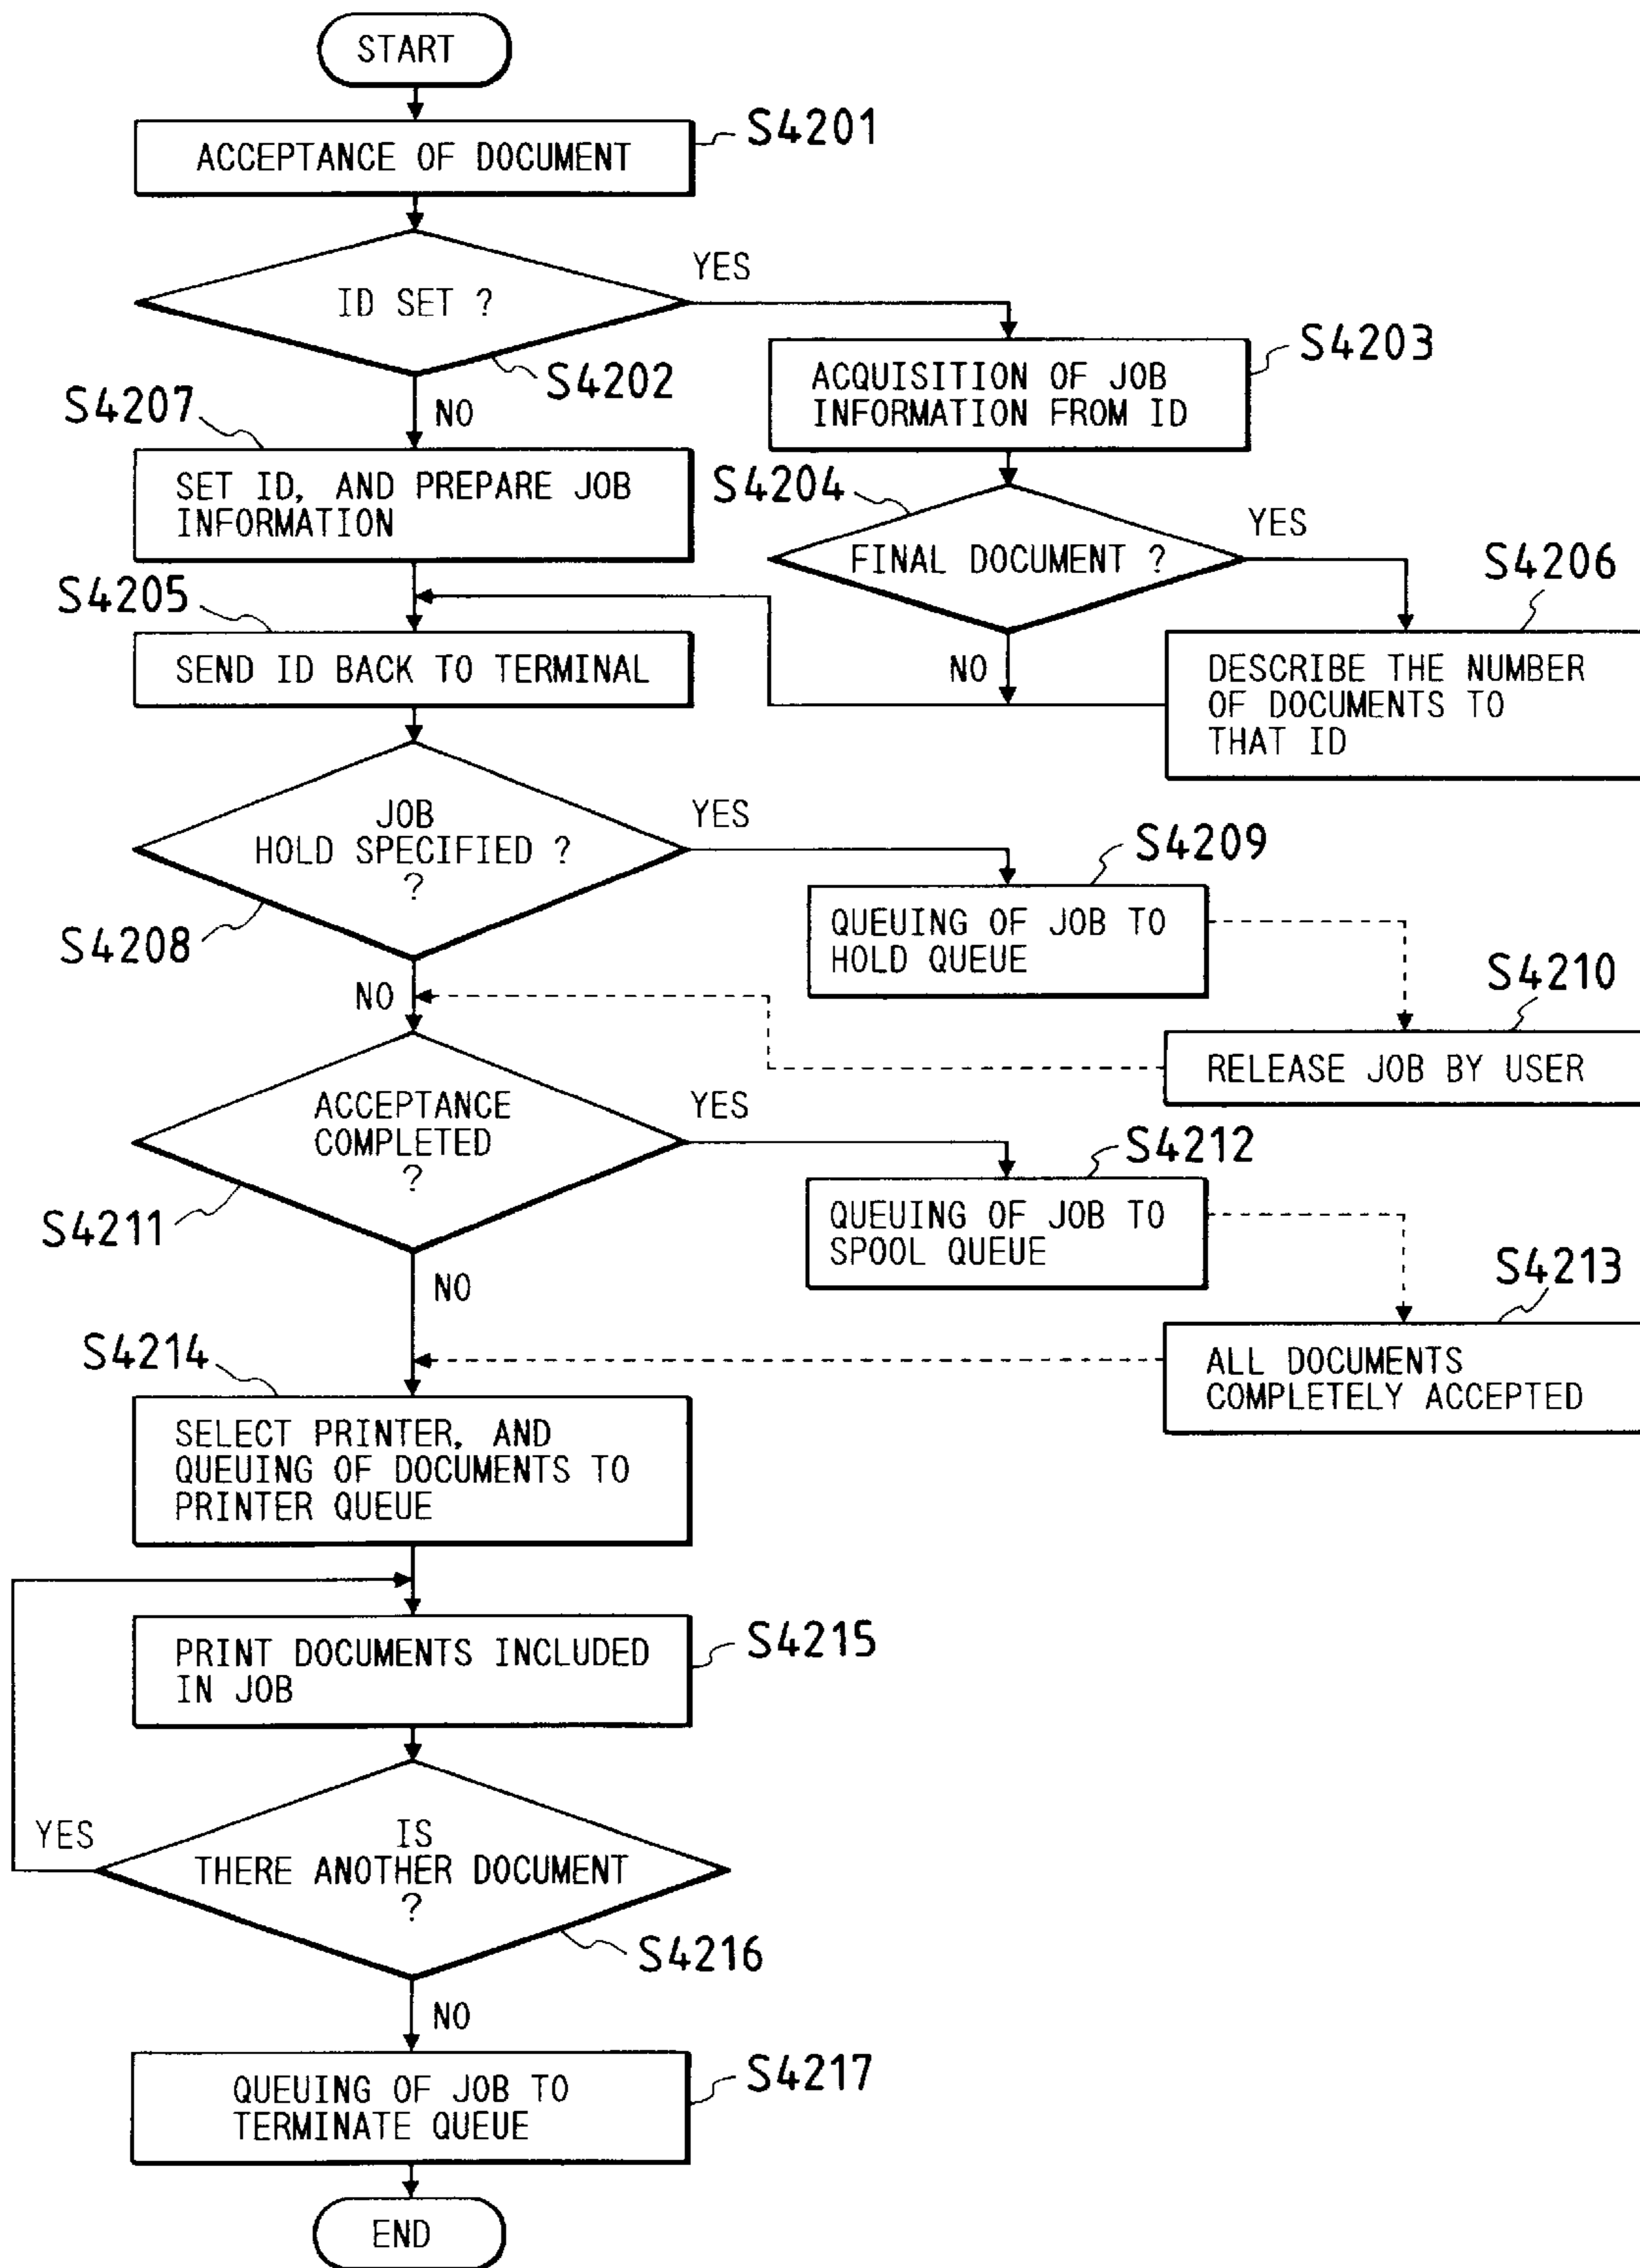 START
ACCEPTANCE OF DOCUMENT
S4201
ID SET ?
YES
S4202
NO
S4203
ACQUISITION OF JOB
INFORMATION FROM ID
S4207
SET ID, AND PREPARE JOB
INFORMATION
S4204
FINAL DOCUMENT ?
YES
NO
S4206
DESCRIBE THE NUMBER
OF DOCUMENTS TO
THAT ID
S4205
SEND ID BACK TO TERMINAL
JOB
HOLD SPECIFIED ?
?
YES
S4208
NO
S4209
QUEUING OF JOB TO
HOLD QUEUE
S4210
RELEASE JOB BY USER
ACCEPTANCE
COMPLETED
?
YES
S4211
NO
S4212
QUEUING OF JOB TO
SPOOL QUEUE
S4213
ALL DOCUMENTS
COMPLETELY ACCEPTED
S4214
SELECT PRINTER, AND
QUEUING OF DOCUMENTS TO
PRINTER QUEUE
PRINT DOCUMENTS INCLUDED
IN JOB
S4215
YES
IS
THERE ANOTHER DOCUMENT
?
S4216
NO
QUEUING OF JOB TO
TERMINATE QUEUE
S4217
END